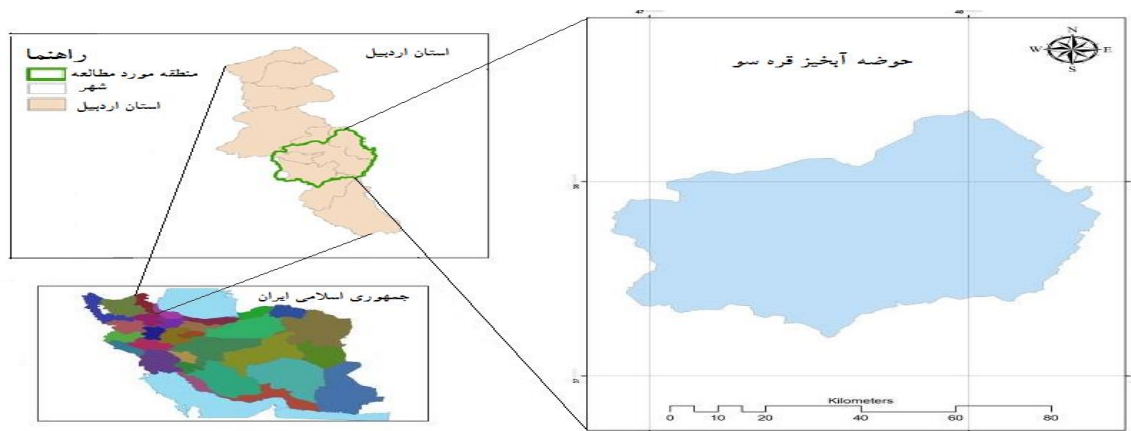 استان اردبیل
راهنما
منطقه مورد مطالعه
شهر
استان اردبیل
جمهوری اسلامی ایران
47
48
حوضه آبخیز قره سو
N
W E
S
Kilometers
0 10 20 40 60 80